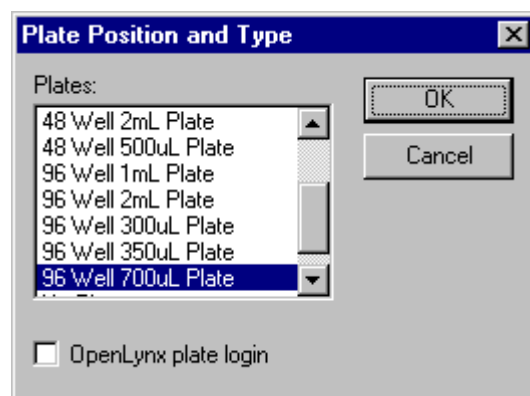 Plate Position and Type
Plates:
OK
48 Well 2mL Plate
48 Well 500uL Plate
Cancel
96 Well 1mL Plate
96 Well 2mL Plate
96 Well 300uL Plate
96 Well 350uL Plate
96 Well 700uL Plate
OpenLynx plate login